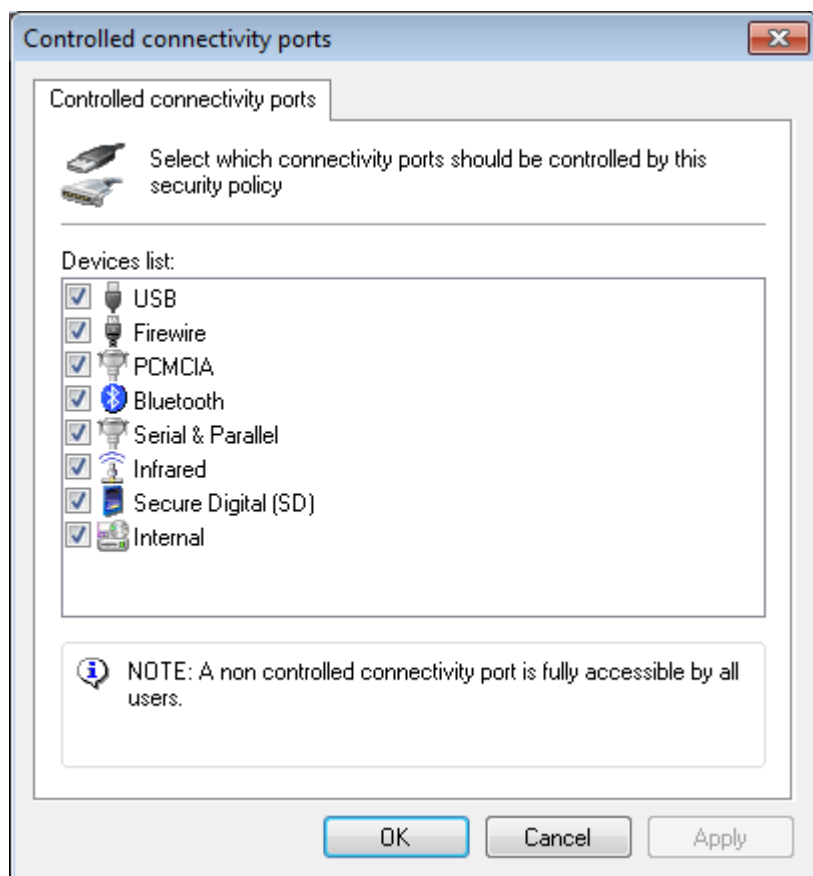 Controlled connectivity ports
Controlled connectivity ports
Select which connectivity ports should be controlled by this
security policy
Devices list:
USB
Firewire
PCMCIA
Bluetooth
Serial & Parallel
Infrared
Secure Digital (SD)
Internal
NOTE: A non controlled connectivity port is fully accessible by all
users.
OK Cancel Apply